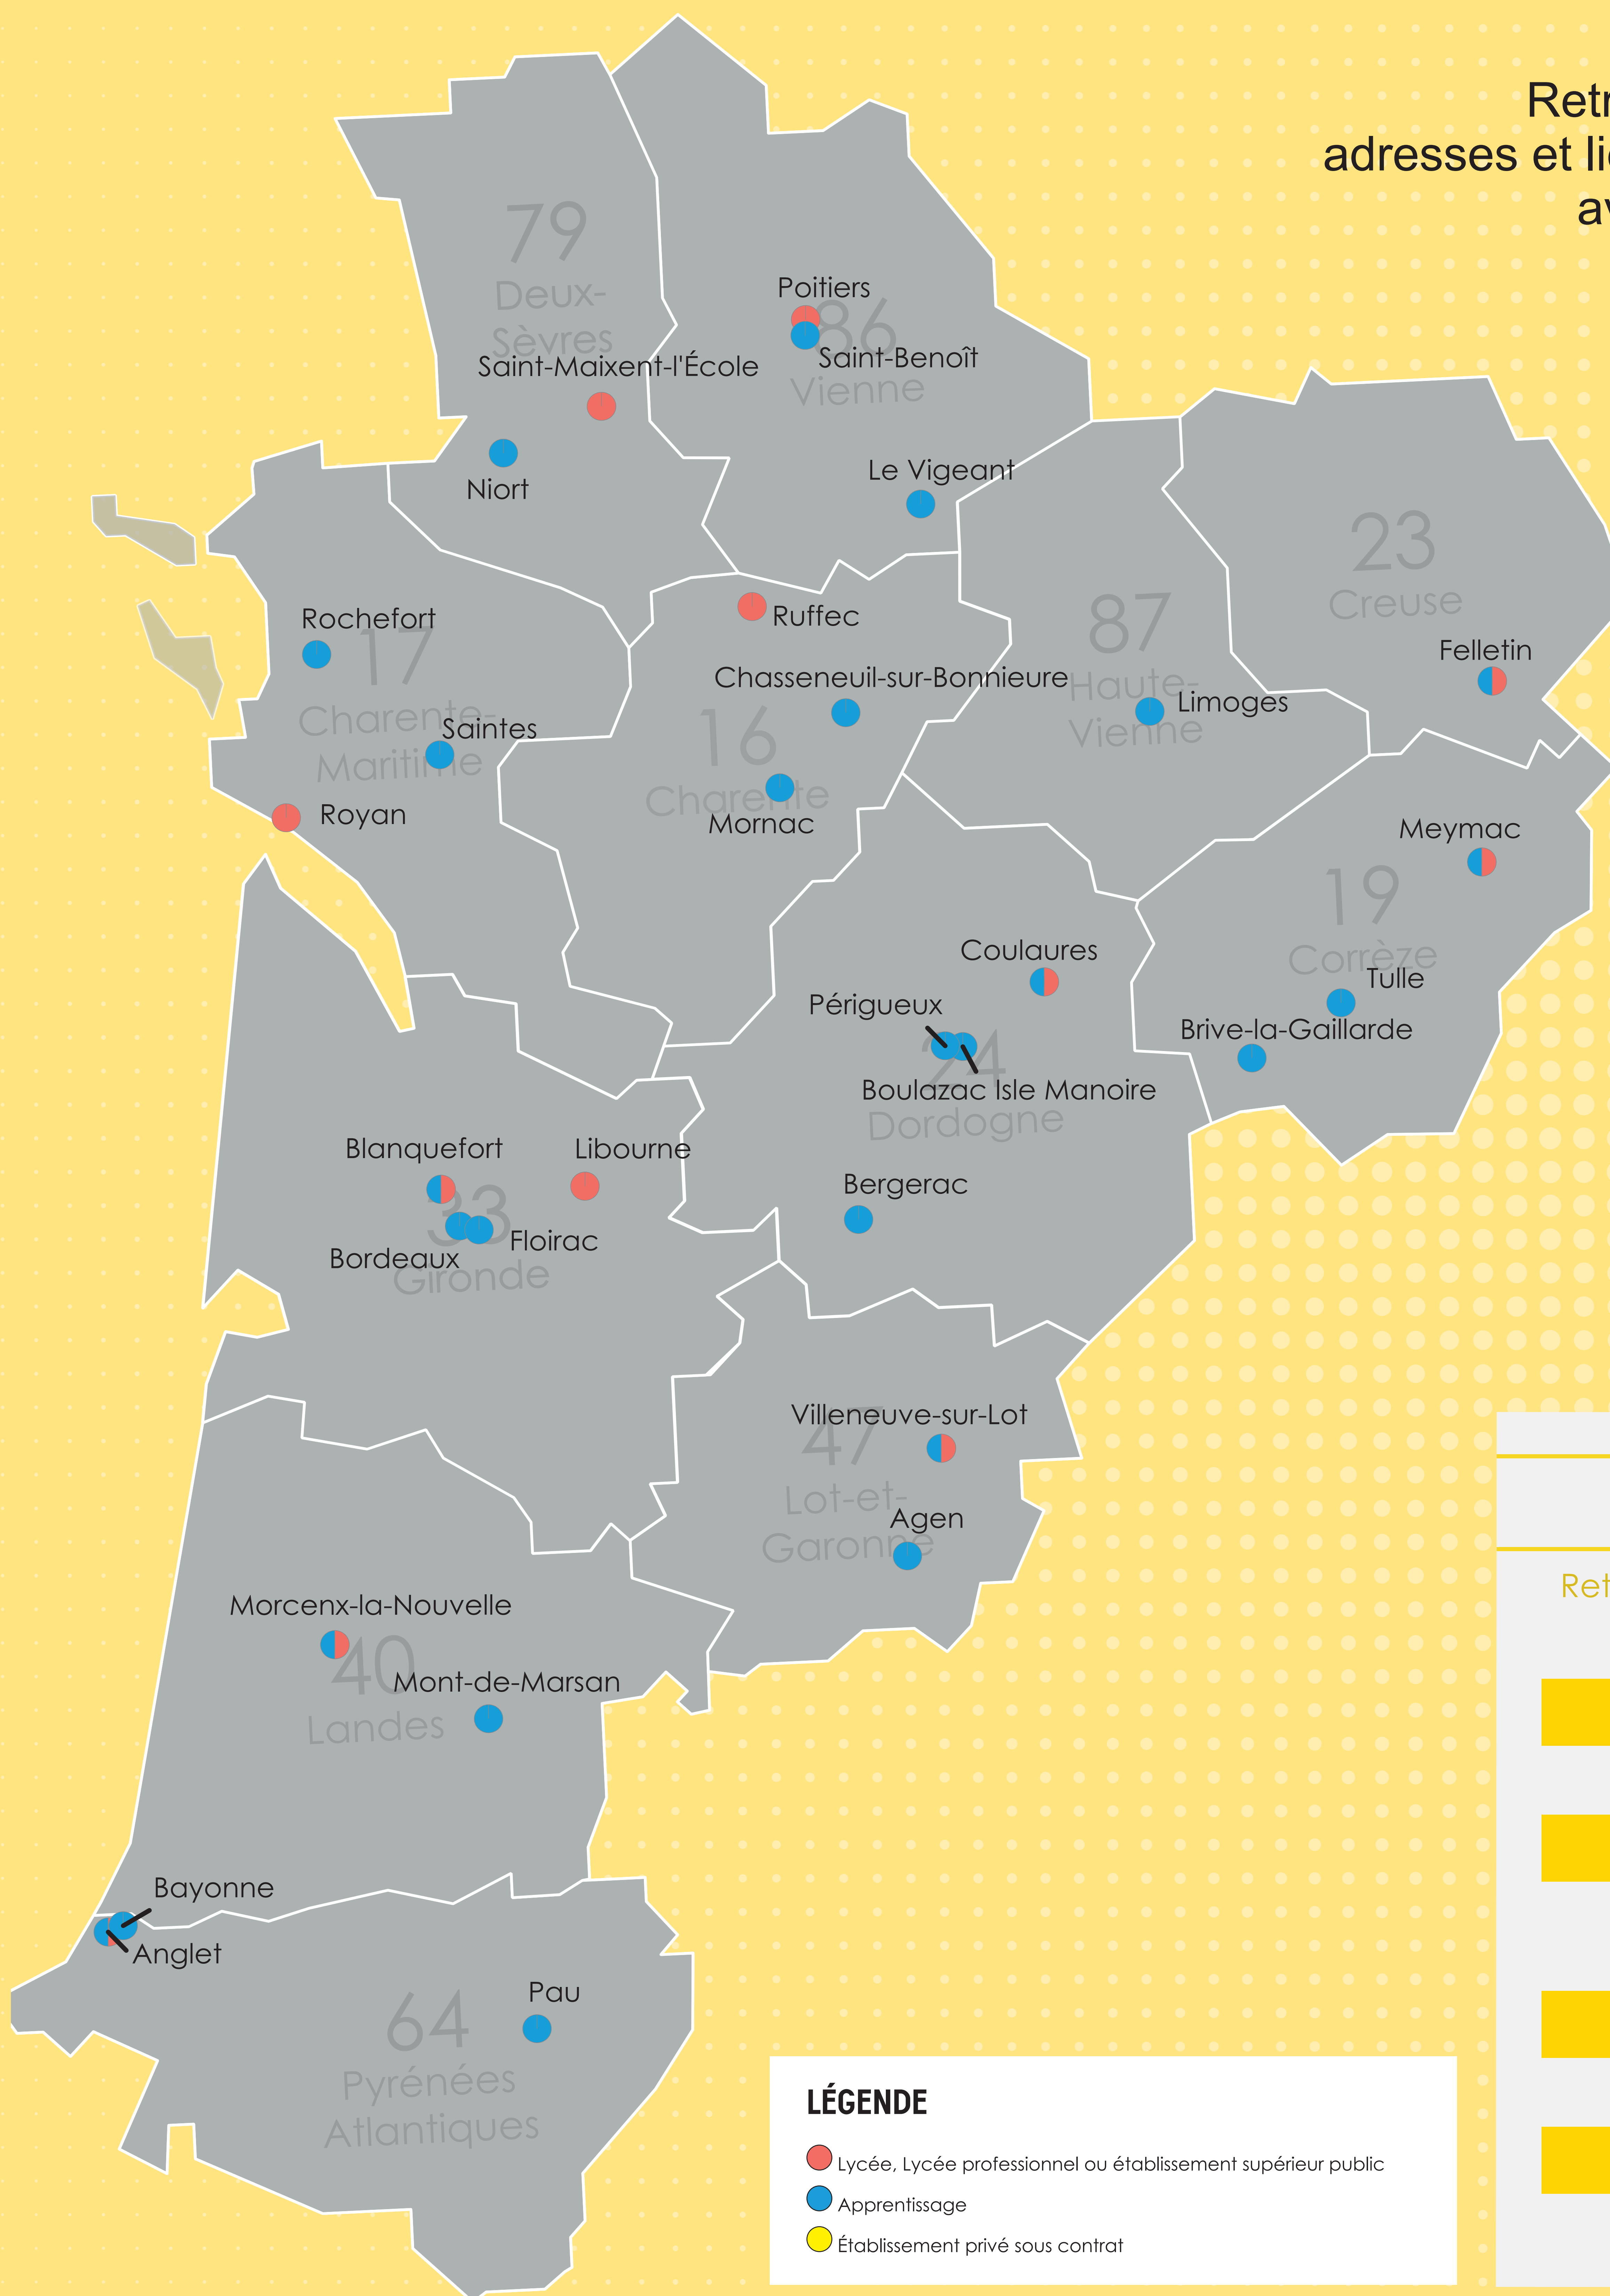 Retr
adresses et lie
av
79
Deux-
Sèvres
Poitiers
86
Saint-Benoît
Vienne
Saint-Maixent-l'École
Niort
Le Vigeant
23
Creuse
Felletin
Rochefort
17
Charente-
Maritime
Saintes
Royan
Ruffec
Chasseneuil-sur-Bonnieure
16
Charente
Mornac
87
Haute-
Vienne
Limoges
Meymac
19
Corrèze
Tulle
Brive-la-Gaillarde
Coulaures
Périgueux
24
Boulazac Isle Manoire
Dordogne
Bergerac
Blanquefort
Libourne
33
Floirac
Bordeaux
Gironde
Villeneuve-sur-Lot
47
Lot-et-
Garonne
Agen
Ret
Morcenx-la-Nouvelle
40
Mont-de-Marsan
Landes
Bayonne
Anglet
Pau
64
Pyrénées
Atlantiques
LÉGENDE
Lycée, Lycée professionnel ou établissement supérieur public
Apprentissage
Établissement privé sous contrat